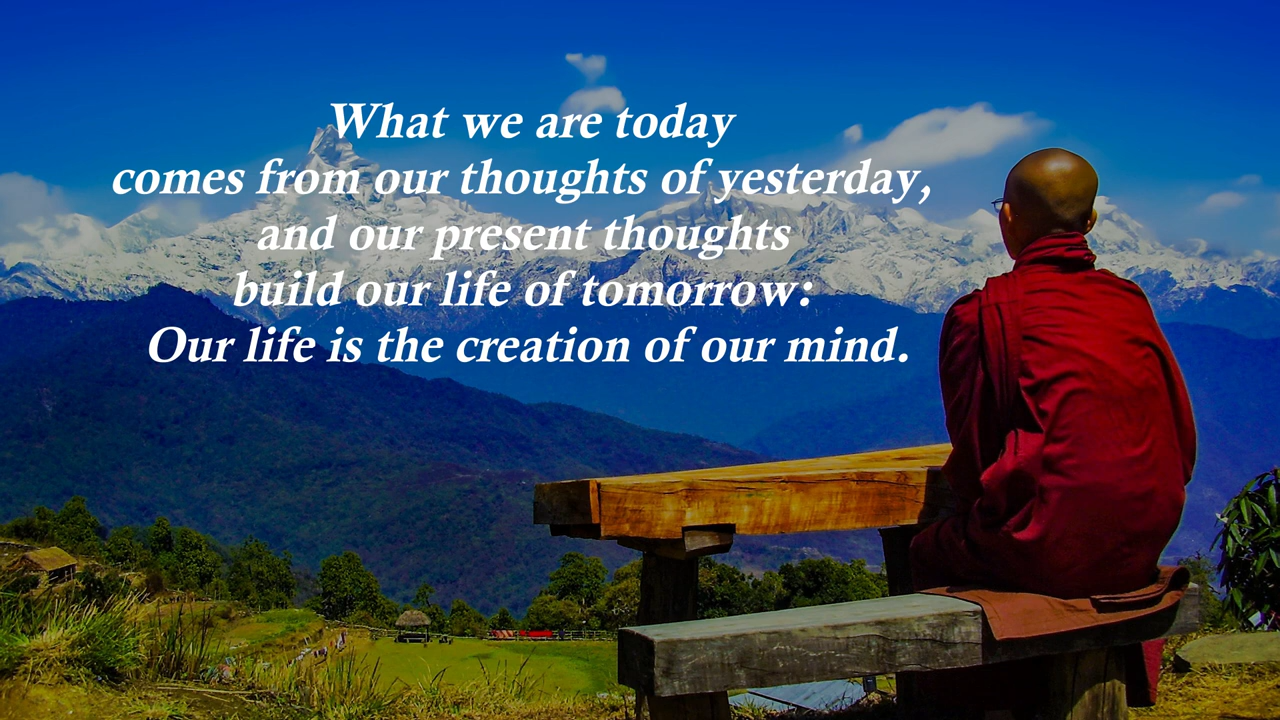 What we are today
comes from our thoughts of yesterday,
and our present thoughts
build our life of tomorrow:
Our life is the creation of our mind.